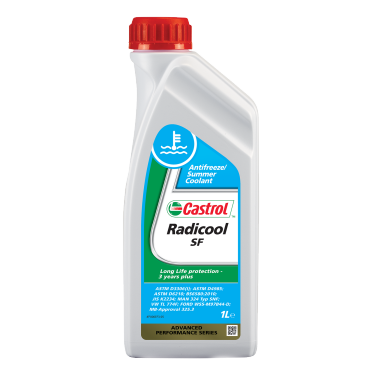 Antifreeze/
Summer
Coolant
Castrol
Radicool
SF
Long Life protection -
3 years plus
ASTM D3306(I); ASTM D4985;
ASTM D6210; BS6580:2010;
JIS K2234; MAN 324 Typ SNF;
VW TL 774F; FORD WSS-M97B44-D;
MB-Approval 325.3
1L e
ADVANCED
PERFORMANCE SERIES